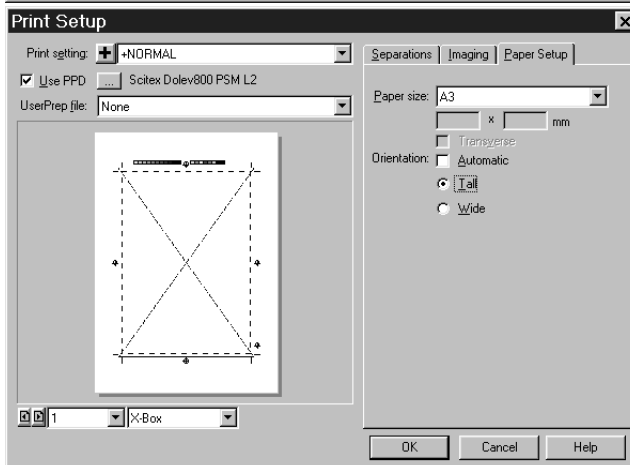 Print Setup
Print setting: +NORMAL
Use PPD ... Scitex Dolev800 PSM L2
UserPrep file: None
1 X-Box
Separations Imaging Paper Setup
Paper size: A3
x mm
Transverse
Orientation: Automatic
Tall
Wide
OK Cancel Help